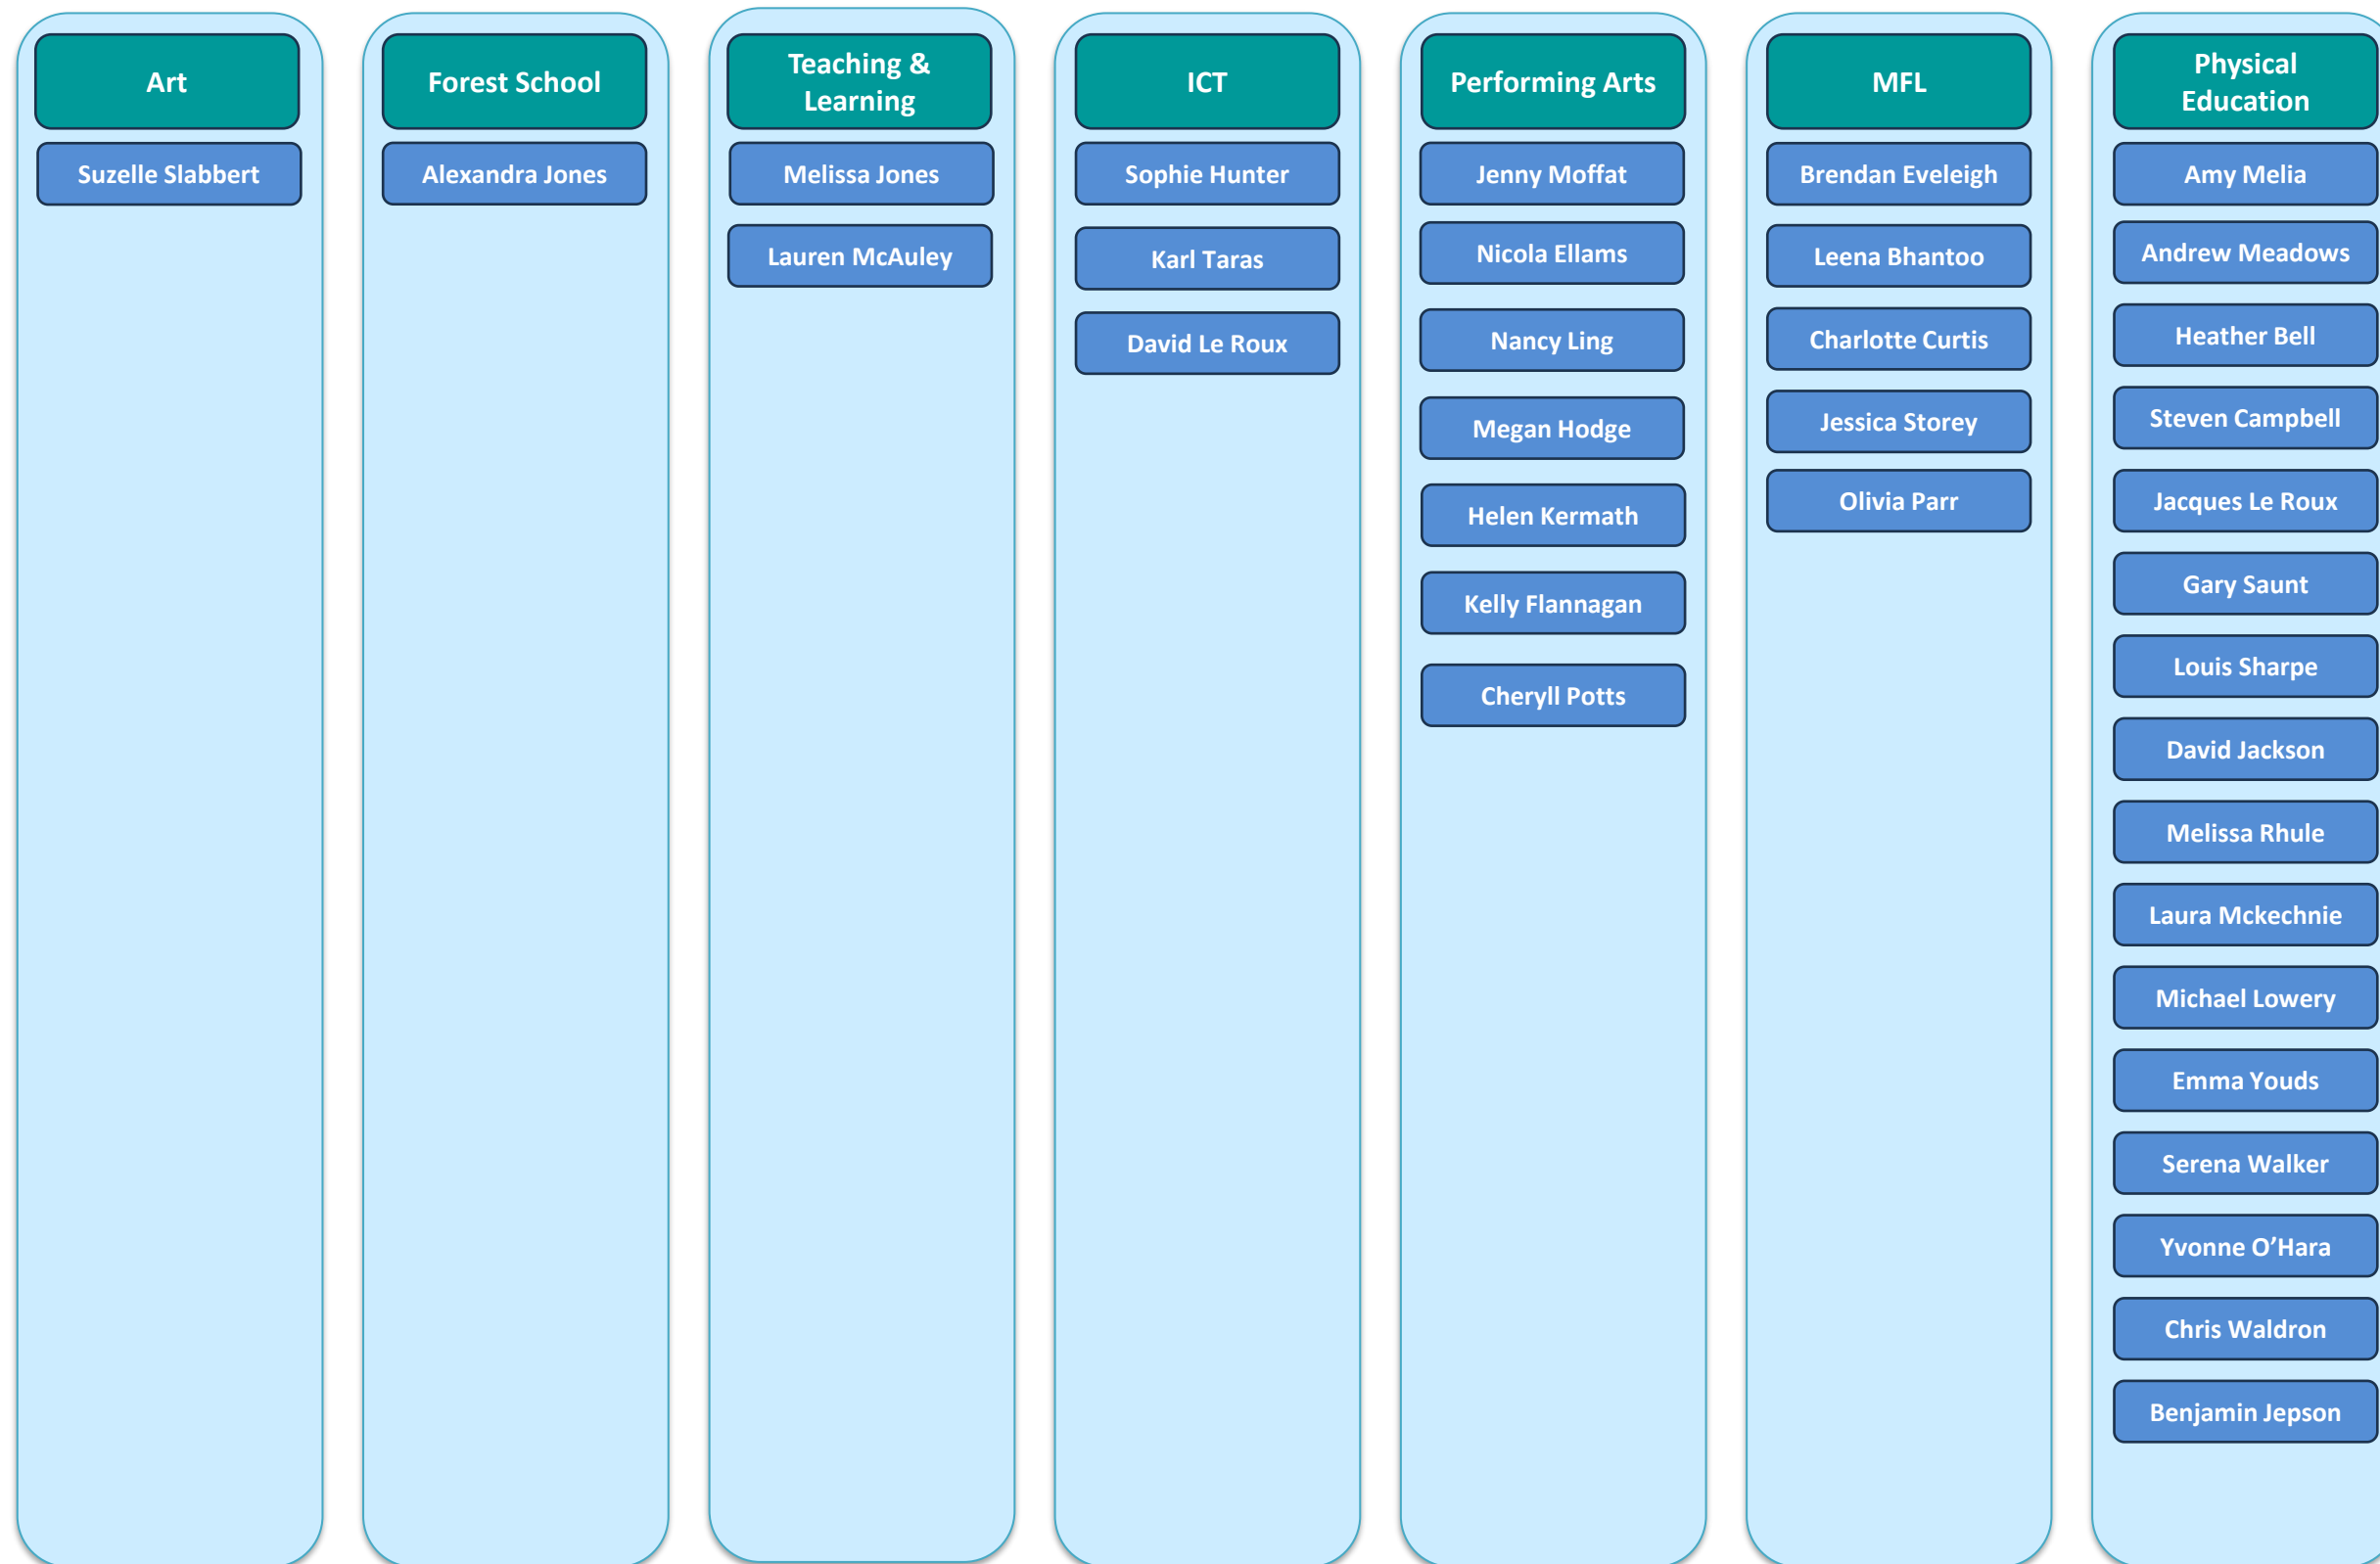 Art
Suzelle Slabbert
Forest School
Alexandra Jones
Teaching &
Learning
Melissa Jones
Lauren McAuley
ICT
Sophie Hunter
Karl Taras
David Le Roux
Performing Arts
Jenny Moffat
Nicola Ellams
Nancy Ling
Megan Hodge
Helen Kermath
Kelly Flannagan
Cheryll Potts
MFL
Brendan Eveleigh
Leena Bhantoo
Charlotte Curtis
Jessica Storey
Olivia Parr
Physical
Education
Amy Melia
Andrew Meadows
Heather Bell
Steven Campbell
Jacques Le Roux
Gary Saunt
Louis Sharpe
David Jackson
Melissa Rhule
Laura Mckechnie
Michael Lowery
Emma Youds
Serena Walker
Yvonne O’Hara
Chris Waldron
Benjamin Jepson